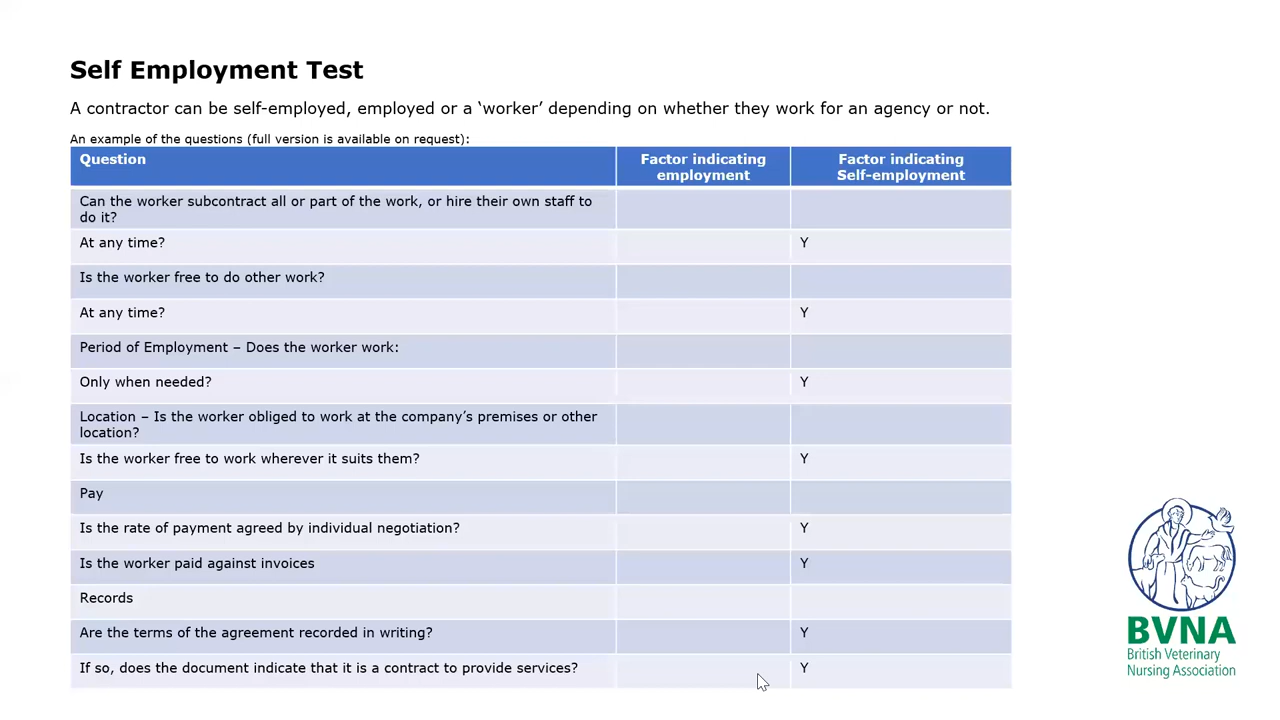 Self Employment Test
A contractor can be self-employed, employed or a ‘worker’ depending on whether they work for an agency or not.
An example of the questions (full version is available on request):
Question
Factor indicating
employment
Factor indicating
Self-employment
Can the worker subcontract all or part of the work, or hire their own staff to
do it?
At any time?
Y
Is the worker free to do other work?
At any time?
Y
Period of Employment – Does the worker work:
Only when needed?
Y
Location – Is the worker obliged to work at the company’s premises or other
location?
Is the worker free to work wherever it suits them?
Y
Pay
Is the rate of payment agreed by individual negotiation?
Y
Is the worker paid against invoices
Y
Records
Are the terms of the agreement recorded in writing?
Y
If so, does the document indicate that it is a contract to provide services?
Y
BVNA
British Veterinary
Nursing Association